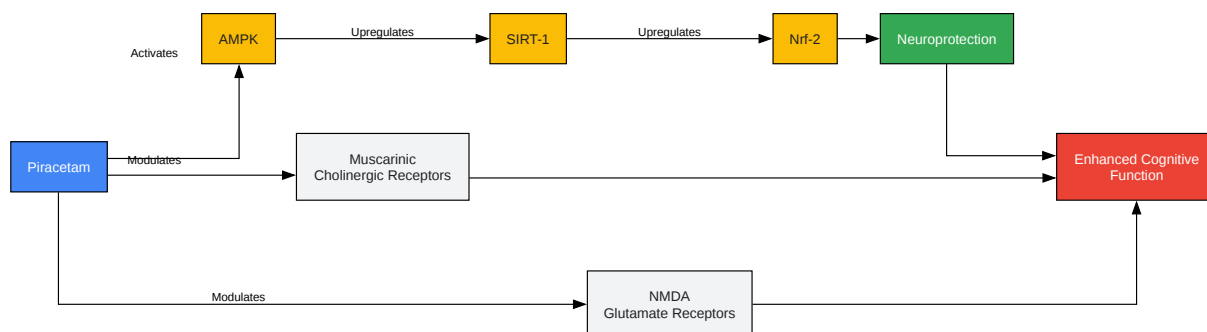 AMPK
Upregulates
SIRT-1
Upregulates
Nrf-2
Neuroprotection
Activates
Piracetam
Modulates
Muscarinic
Cholinergic Receptors
Enhanced Cognitive
Function
Modulates
NMDA
Glutamate Receptors